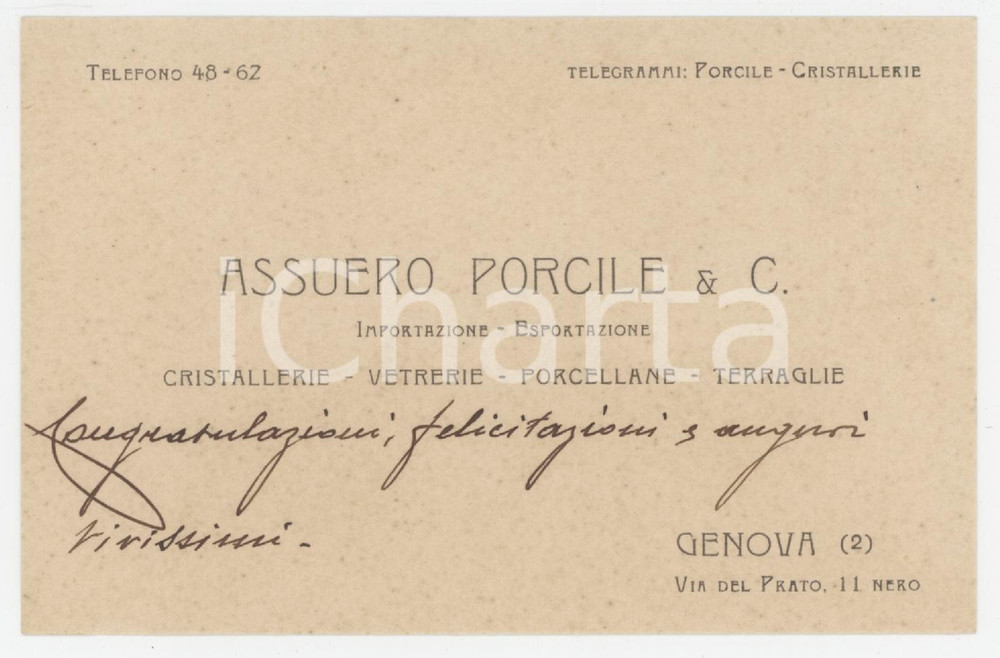 TELEFONO 48-62
TELEGRAMMI: PORCILE - CRISTALLERIE
ASSUERO PORCILE & C.
IMPORTAZIONE - ESPORTAZIONE
CRISTALLERIE - VETRERIE - PORCELLANE - TERRAGLIE
Congratulazioni, felicitazioni e auguri
vivissimi -
GENOVA (2)
VIA DEL PRATO, 11 NERO
iCharta